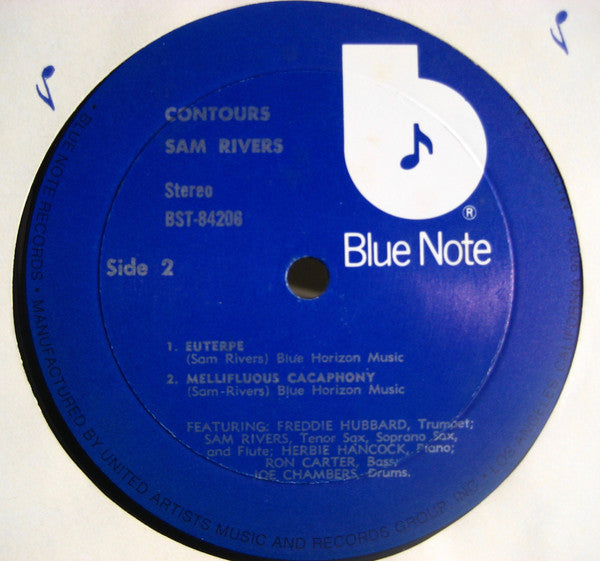 CONTOURS
SAM RIVERS
Stereo
BST-84206
Side 2
®
Blue Note
1. EUTERPE
(Sam Rivers) Blue Horizon Music
2. MELLIFLUOUS CACAPHONY
(Sam-Rivers) Blue Horizon Music
FEATURING: FREDDIE HUBBARD, Trumpet;
SAM RIVERS, Tenor Sax, Soprano Sax,
and Flute; HERBIE HANCOCK, Piano;
RON CARTER, Bass;
JOE CHAMBERS, Drums.
• BLUE NOTE RECORDS • MANUFACTURED BY UNITED ARTISTS MUSIC AND RECORDS GROUP, INC., LOS ANGELES, CALIFORNIA